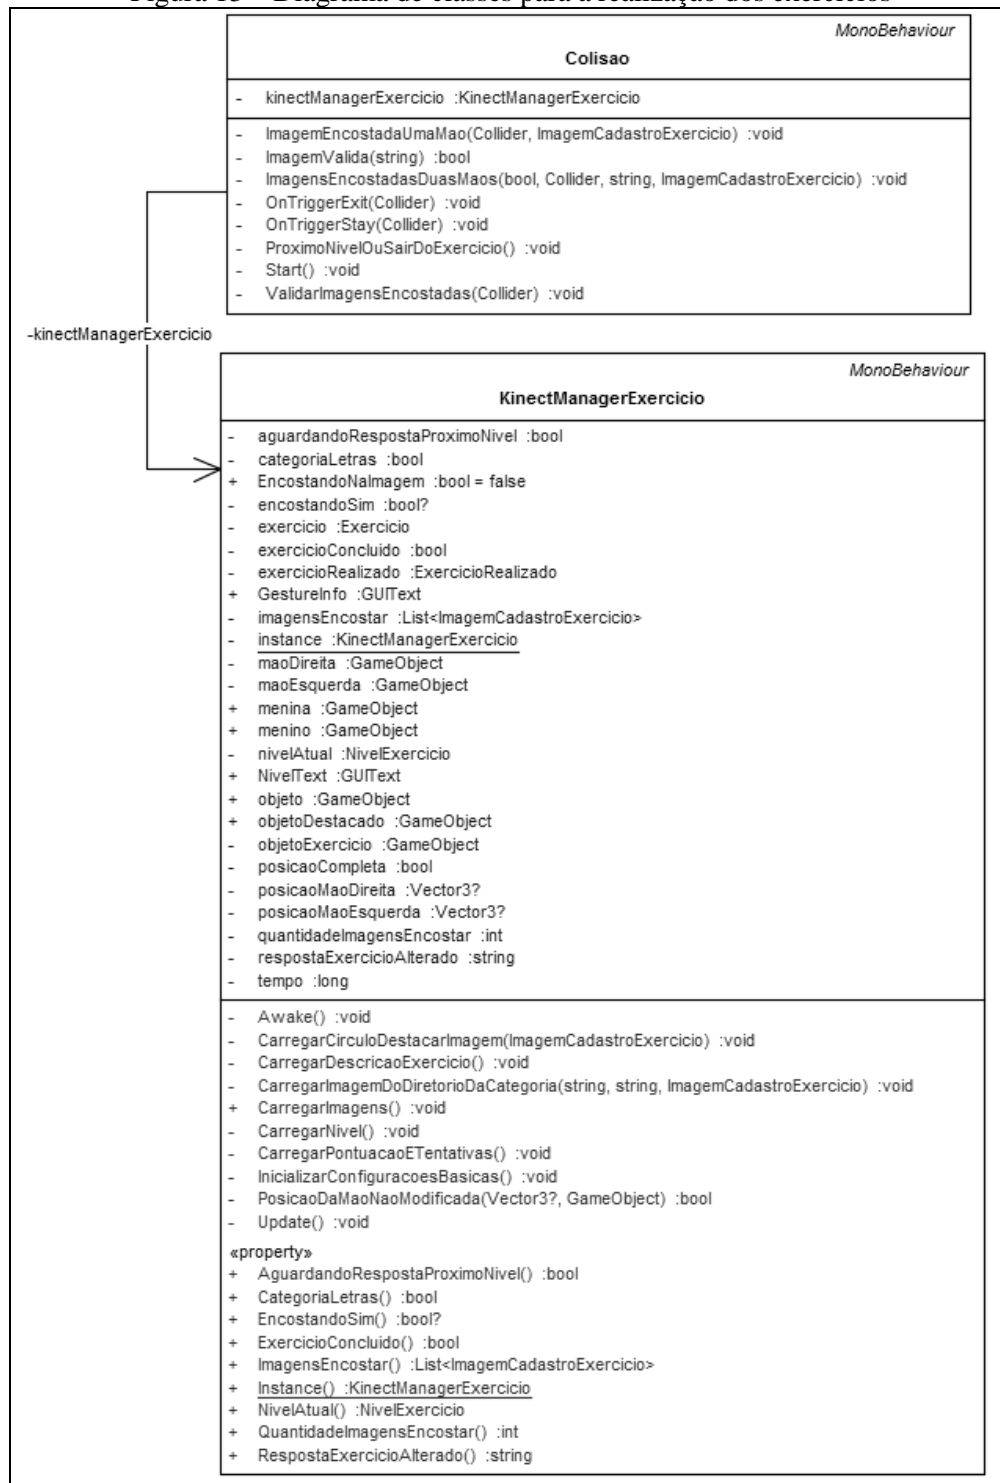 Figura 13 – Diagrama de classes para a realização dos exercícios
MonoBehaviour
Colisao
- kinectManagerExercicio :KinectManagerExercicio
- ImagemEncostadaUmaMao(Collider, ImagemCadastroExercicio) :void
- ImagemValida(string) :bool
- ImagensEncostadasDuasMaos(bool, Collider, string, ImagemCadastroExercicio) :void
- OnTriggerExit(Collider) :void
- OnTriggerStay(Collider) :void
- ProximoNivelOuSairDoExercicio() :void
- Start() :void
- ValidarImagensEncostadas(Collider) :void
-kinectManagerExercicio
MonoBehaviour
KinectManagerExercicio
- aguardandoRespostaProximoNivel :bool
- categoriaLetras :bool
+ EncostandoNaImagem :bool = false
- encostandoSim :bool?
- exercicio :Exercicio
- exercicioConcluido :bool
- exercicioRealizado :ExercicioRealizado
+ GestureInfo :GUIText
- imagensEncostar :List<ImagemCadastroExercicio>
- instance :KinectManagerExercicio
- maoDireita :GameObject
- maoEsquerda :GameObject
+ menina :GameObject
+ menino :GameObject
- nivelAtual :NivelExercicio
+ NivelText :GUIText
+ objeto :GameObject
+ objetoDestacado :GameObject
- objetoExercicio :GameObject
- posicaoCompleta :bool
- posicaoMaoDireita :Vector3?
- posicaoMaoEsquerda :Vector3?
- quantidadeImagensEncostar :int
- respostaExercicioAlterado :string
- tempo :long
- Awake() :void
- CarregarCirculoDestacarImagem(ImagemCadastroExercicio) :void
- CarregarDescricaoExercicio() :void
- CarregarImagemDoDiretorioDaCategoria(string, string, ImagemCadastroExercicio) :void
+ CarregarImagens() :void
- CarregarNivel() :void
- CarregarPontuacaoETentativas() :void
- InicializarConfiguracoesBasicas() :void
- PosicaoDaMaoNaoModificada(Vector3?, GameObject) :bool
- Update() :void
«property»
+ AguardandoRespostaProximoNivel() :bool
+ CategoriaLetras() :bool
+ EncostandoSim() :bool?
+ ExercicioConcluido() :bool
+ ImagensEncostar() :List<ImagemCadastroExercicio>
+ Instance() :KinectManagerExercicio
+ NivelAtual() :NivelExercicio
+ QuantidadeImagensEncostar() :int
+ RespostaExercicioAlterado() :string